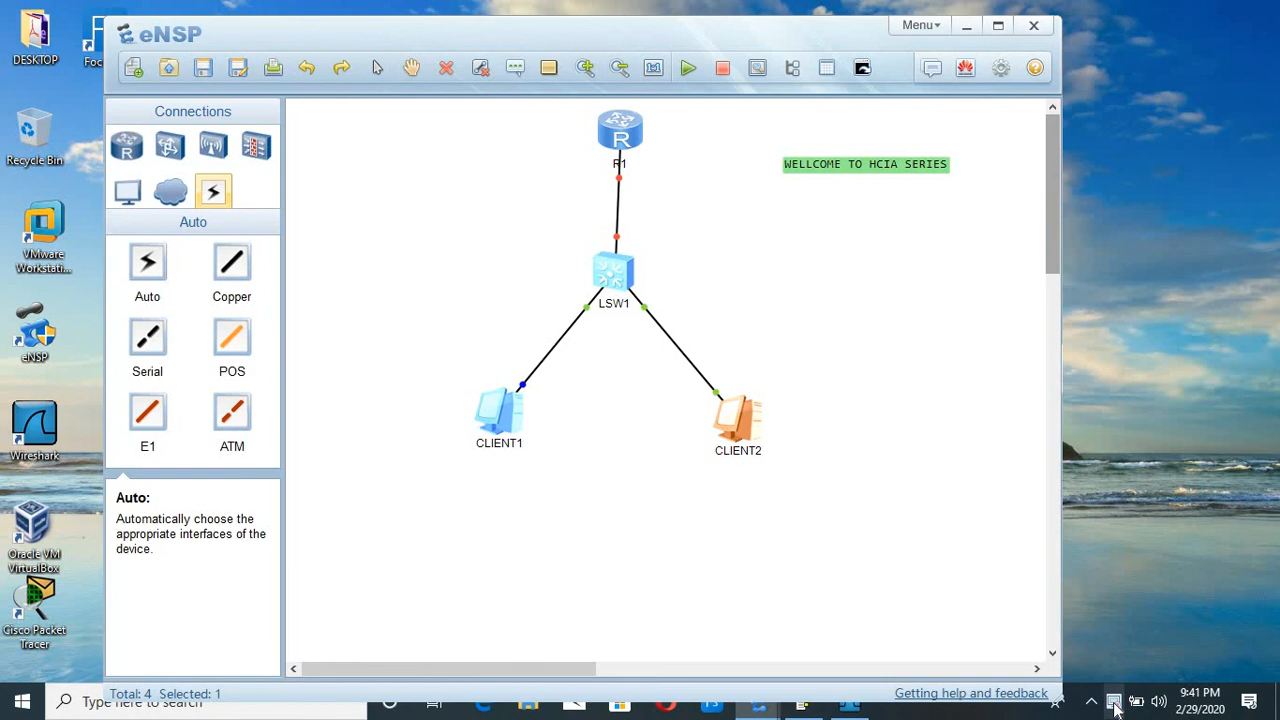 DESKTOP
Foc
Recycle Bin
VMware
Workstati...
eNSP
Wireshark
Oracle VM
VirtualBox
Cisco Packet
Tracer
eNSP
Menu
Connections
R
Auto
Auto
Copper
Serial
POS
E1
ATM
Auto:
Automatically choose the
appropriate interfaces of the
device.
R
R1
WELLCOME TO HCIA SERIES
LSW1
CLIENT1
CLIENT2
Total: 4 Selected: 1
Getting help and feedback
Type here to search
9:41 PM
2/29/2020